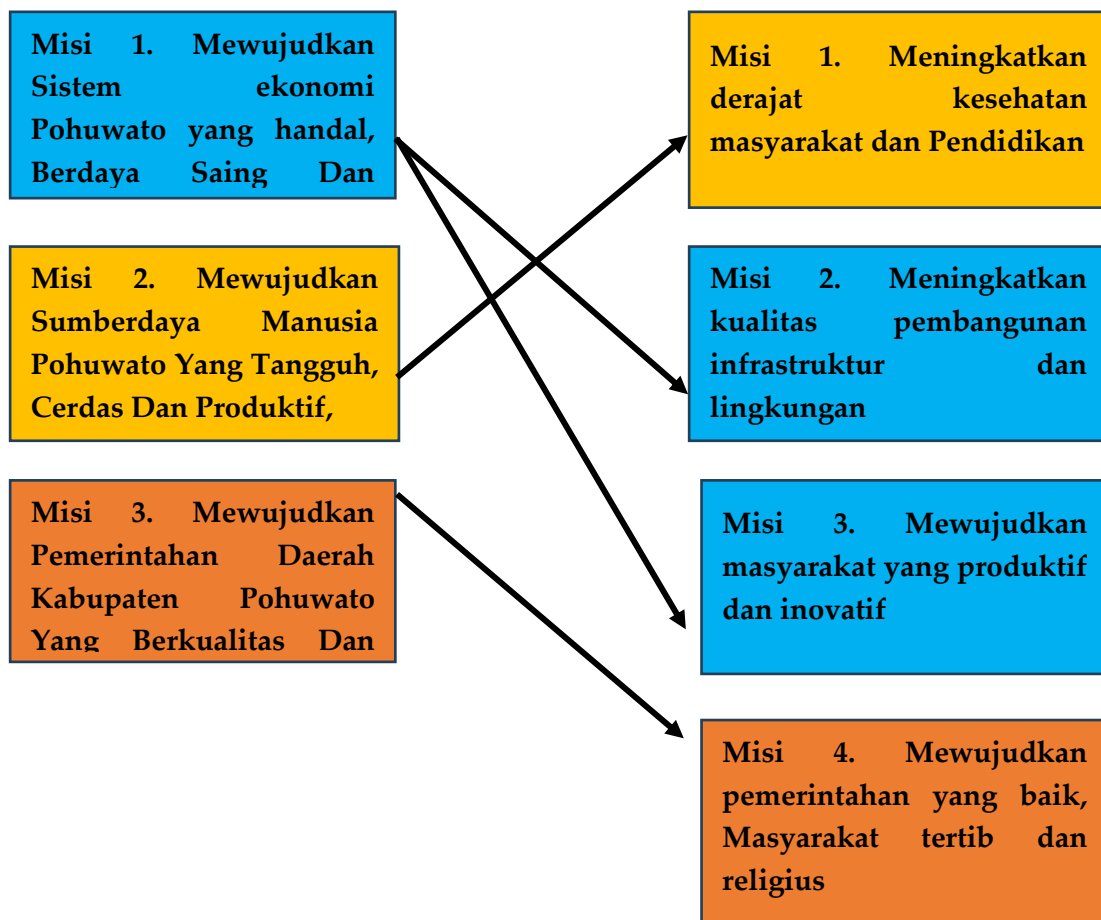 Misi 1. Mewujudkan
Sistem ekonomi
Pohuwato yang handal,
Berdaya Saing Dan
Misi 2. Mewujudkan
Sumberdaya Manusia
Pohuwato Yang Tangguh,
Cerdas Dan Produktif,
Misi 3. Mewujudkan
Pemerintahan Daerah
Kabupaten Pohuwato
Yang Berkualitas Dan
Misi 1. Meningkatkan
derajat kesehatan
masyarakat dan Pendidikan
Misi 2. Meningkatkan
kualitas pembangunan
infrastruktur dan
lingkungan
Misi 3. Mewujudkan
masyarakat yang produktif
dan inovatif
Misi 4. Mewujudkan
pemerintahan yang baik,
Masyarakat tertib dan
religius